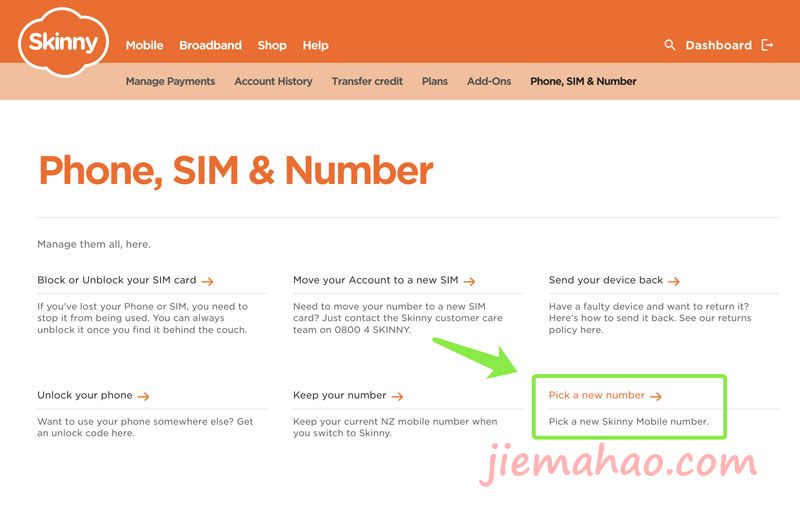 Skinny
Mobile Broadband Shop Help Dashboard
Manage Payments Account History Transfer credit Plans Add-Ons Phone, SIM & Number
Phone, SIM & Number
Manage them all, here.
Block or Unblock your SIM card
If you've lost your Phone or SIM, you need to
stop it from being used. You can always
unblock it once you find it behind the couch.
Move your Account to a new SIM
Need to move your number to a new SIM
card? Just contact the Skinny customer care
team on 0800 4 SKINNY.
Send your device back
Have a faulty device and want to return it?
Here's how to send it back. See our returns
policy here.
Unlock your phone
Want to use your phone somewhere else? Get
an unlock code here.
Keep your number
Keep your current NZ mobile number when
you switch to Skinny.
Pick a new number
Pick a new Skinny Mobile number.
jiemahao.com